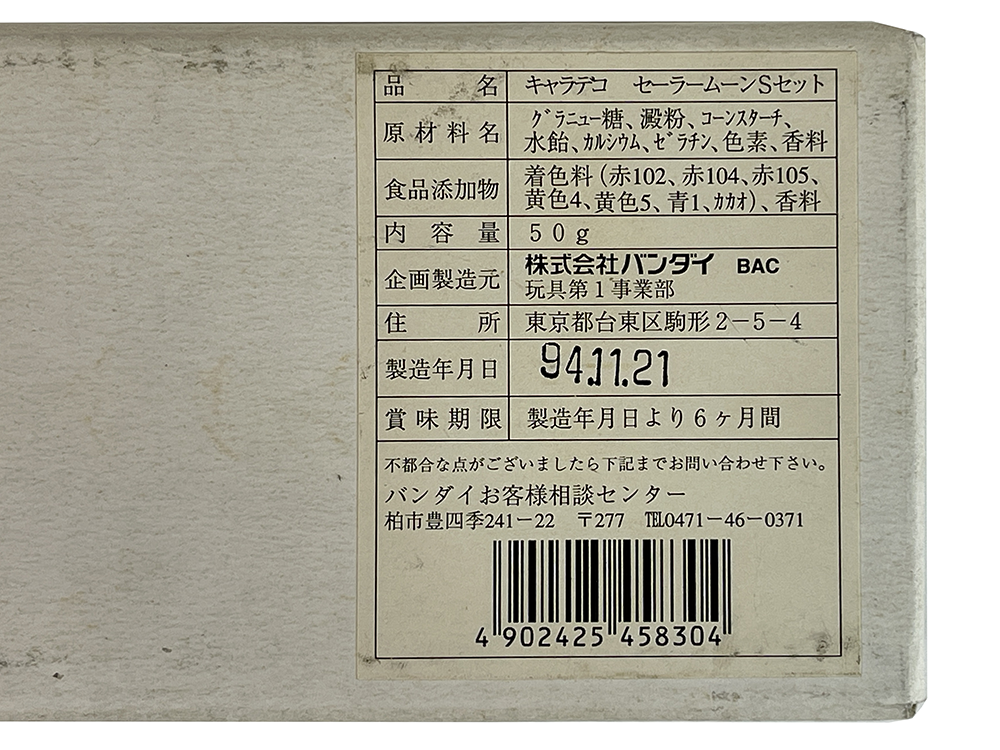 品名 キャラデコ セーラームーンSセット
原材料名 グラニュー糖、澱粉、コーンスターチ、
水飴、カルシウム、ゼラチン、色素、香料
食品添加物 着色料(赤102、赤104、赤105、
黄色4、黄色5、青1、カカオ)、香料
内容量 50g
企画製造元 株式会社バンダイ BAC
玩具第1事業部
住所 東京都台東区駒形2-5-4
製造年月日 94.11.21
賞味期限 製造年月日より6ヶ月間
不都合な点がございましたら下記までお問い合わせ下さい。
バンダイお客様相談センター
柏市豊四季241-22 〒277 ℡0471-46-0371
4 902425 458304